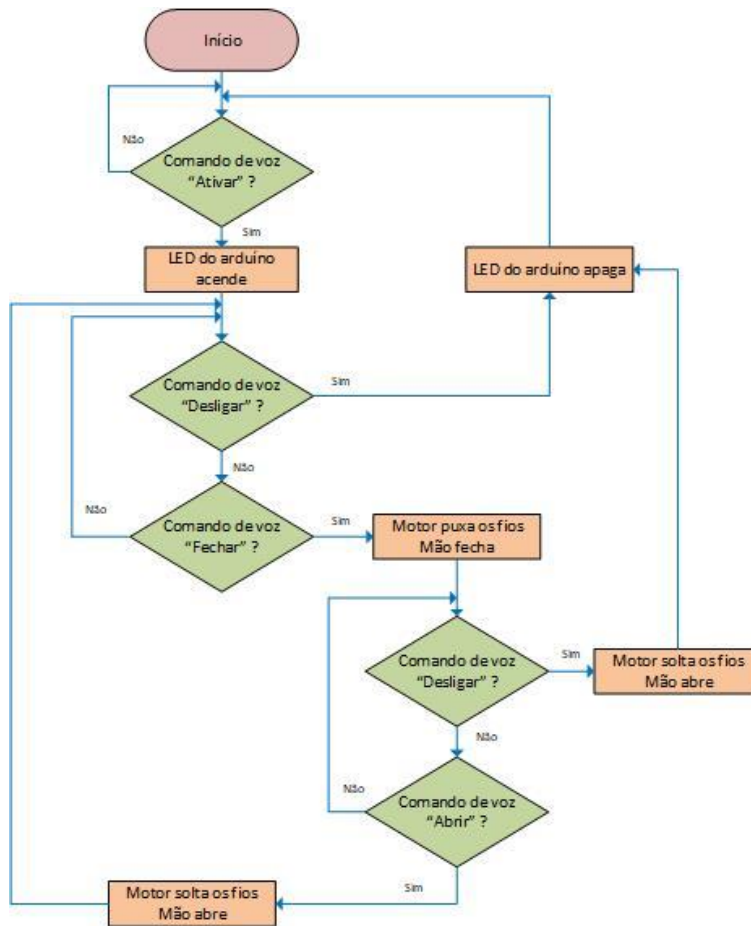 Início
Não
Comando de voz
“Ativar” ?
Sim
LED do arduíno
acende
LED do arduíno apaga
Comando de voz
“Desligar” ?
Sim
Não
Não
Comando de voz
“Fechar” ?
Sim
Motor puxa os fios
Mão fecha
Comando de voz
“Desligar” ?
Sim
Motor solta os fios
Mão abre
Não
Não
Comando de voz
“Abrir” ?
Sim
Motor solta os fios
Mão abre